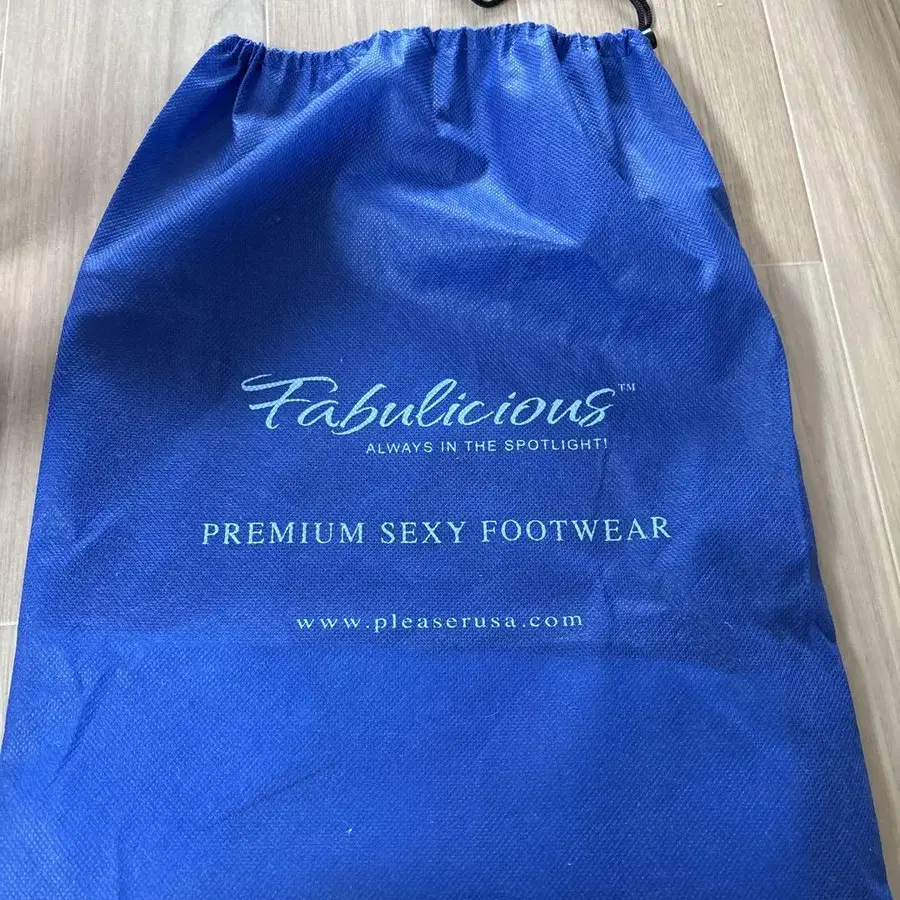 Fabulicious™
ALWAYS IN THE SPOTLIGHT!
PREMIUM SEXY FOOTWEAR
www.pleaserusa.com